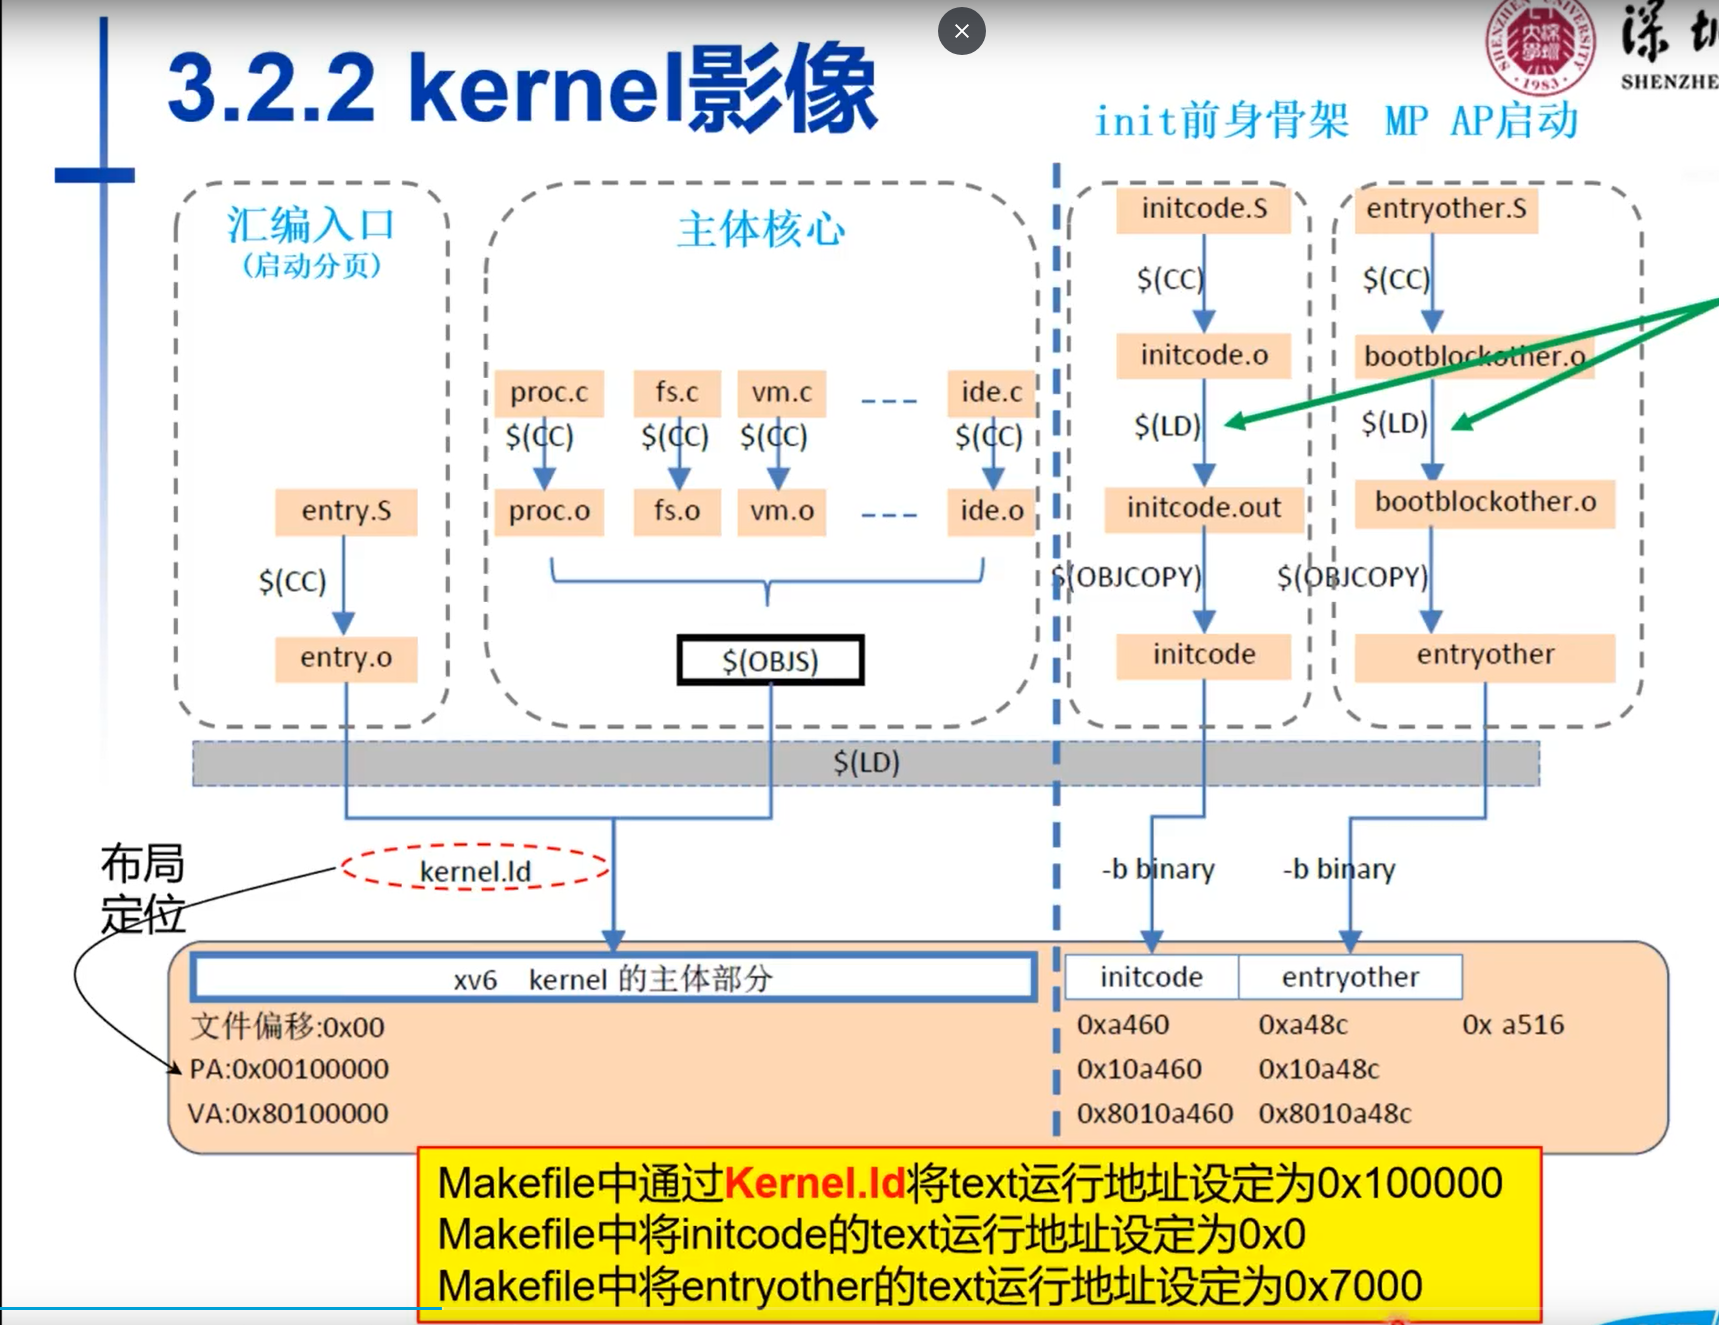 3.2.2 kernel影像
SHENZHEN UNIVERSITY
1983
深圳
SHENZHE
init前身骨架 MP AP启动
汇编入口
(启动分页)
主体核心
initcode.S
entryother.S
$(CC)
$(CC)
initcode.o
bootblockother.o
proc.c
fs.c
vm.c
---
ide.c
$(CC)
$(CC)
$(CC)
$(CC)
$(LD)
$(LD)
entry.S
proc.o
fs.o
vm.o
---
ide.o
initcode.out
bootblockother.o
$(CC)
$(OBJCOPY)
$(OBJCOPY)
entry.o
$(OBJS)
initcode
entryother
$(LD)
布局
定位
kernel.ld
-b binary
-b binary
xv6 kernel 的主体部分
initcode
entryother
文件偏移:0x00
0xa460
0xa48c
0x a516
PA:0x00100000
0x10a460
0x10a48c
VA:0x80100000
0x8010a460
0x8010a48c
Makefile中通过Kernel.ld将text运行地址设定为0x100000
Makefile中将initcode的text运行地址设定为0x0
Makefile中将entryother的text运行地址设定为0x7000